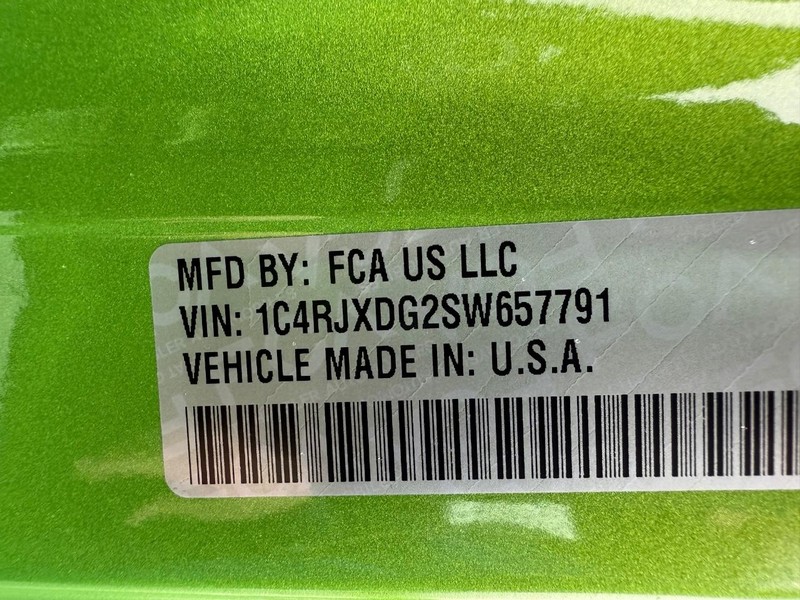 MFD BY: FCA US LLC
VIN: 1C4RJXDG2SW657791
VEHICLE MADE IN: U.S.A.